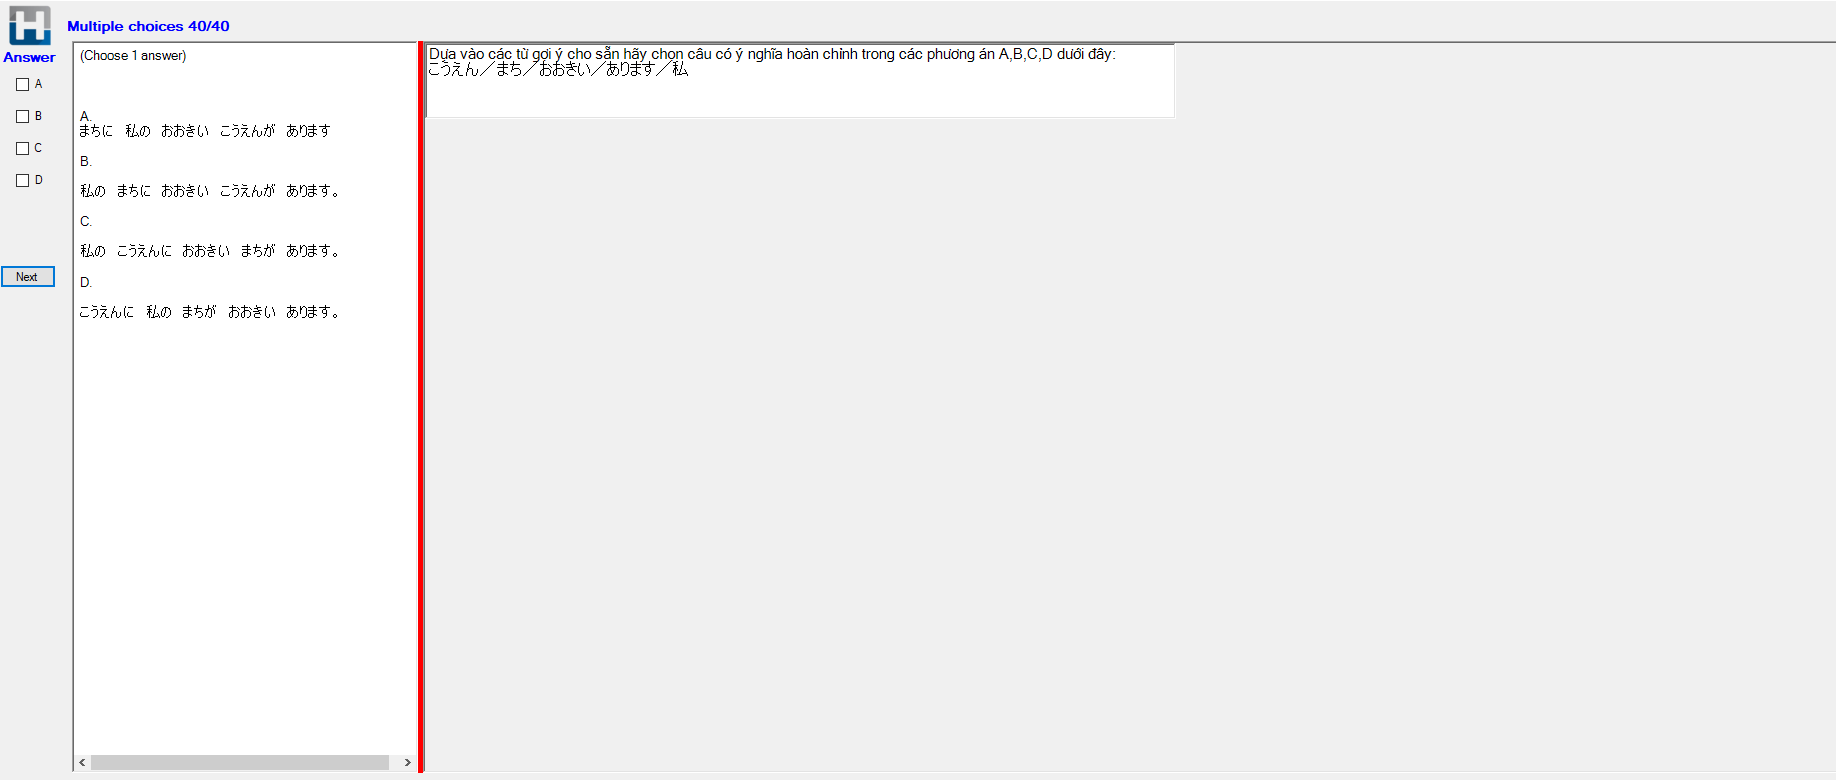 Multiple choices 40/40
Answer
A
B
C
D
Next
(Choose 1 answer)
A.
まちに 私の おおきい こうえんが あります
B.
私の まちに おおきい こうえんが あります。
C.
私の こうえんに おおきい まちが あります。
D.
こうえんに 私の まちが おおきい あります。
Dựa vào các từ gợi ý cho sẵn hãy chọn câu có ý nghĩa hoàn chỉnh trong các phương án A,B,C,D dưới đây:
こうえん／まち／おおきい／あります／私